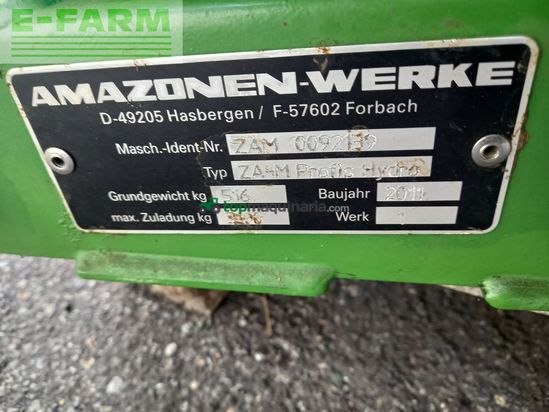 E-FARM
AMAZONEN-WERKE
D-49205 Hasbergen / F-57602 Forbach
Masch.-Ident-Nr. ZAM 0092139
Typ ZA-M Profis Hydro
Grundgewicht kg 516 Baujahr 2011
topmaquinaria.com
max. Zuladung kg Werk 1